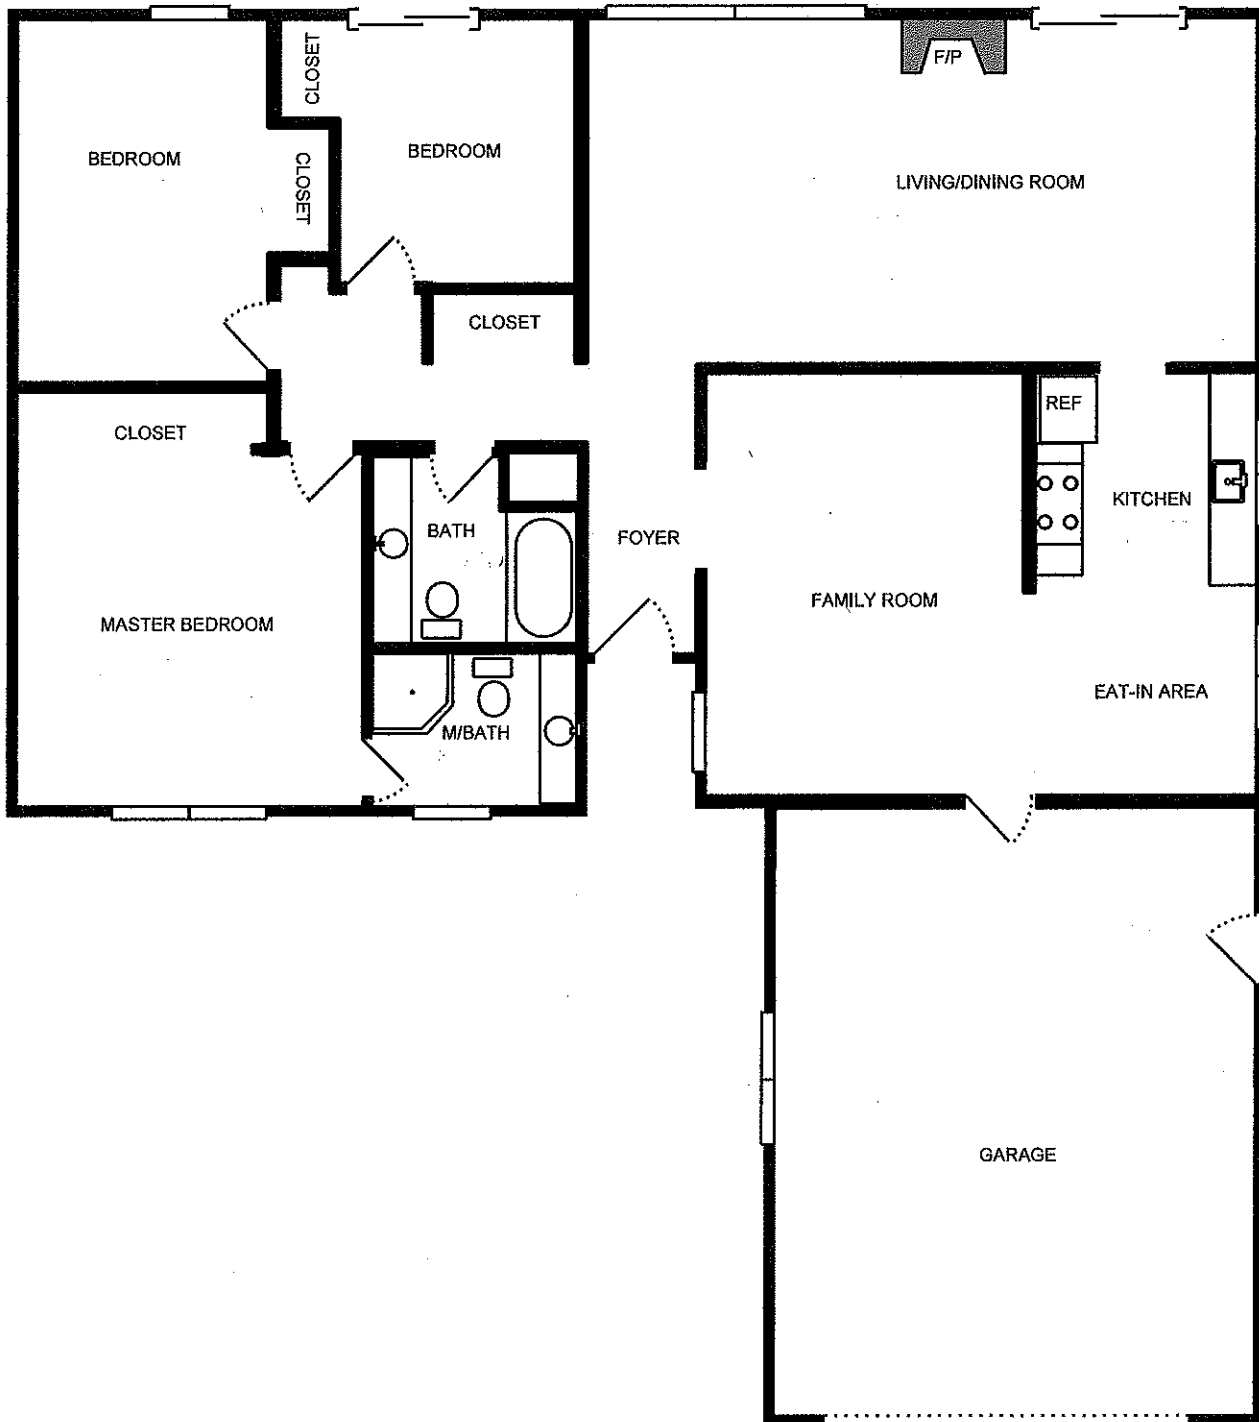 CLOSET
F/P
BEDROOM
BEDROOM
CLOSET
LIVING/DINING ROOM
CLOSET
REF
CLOSET
KITCHEN
BATH
FOYER
FAMILY ROOM
MASTER BEDROOM
EAT-IN AREA
M/BATH
GARAGE